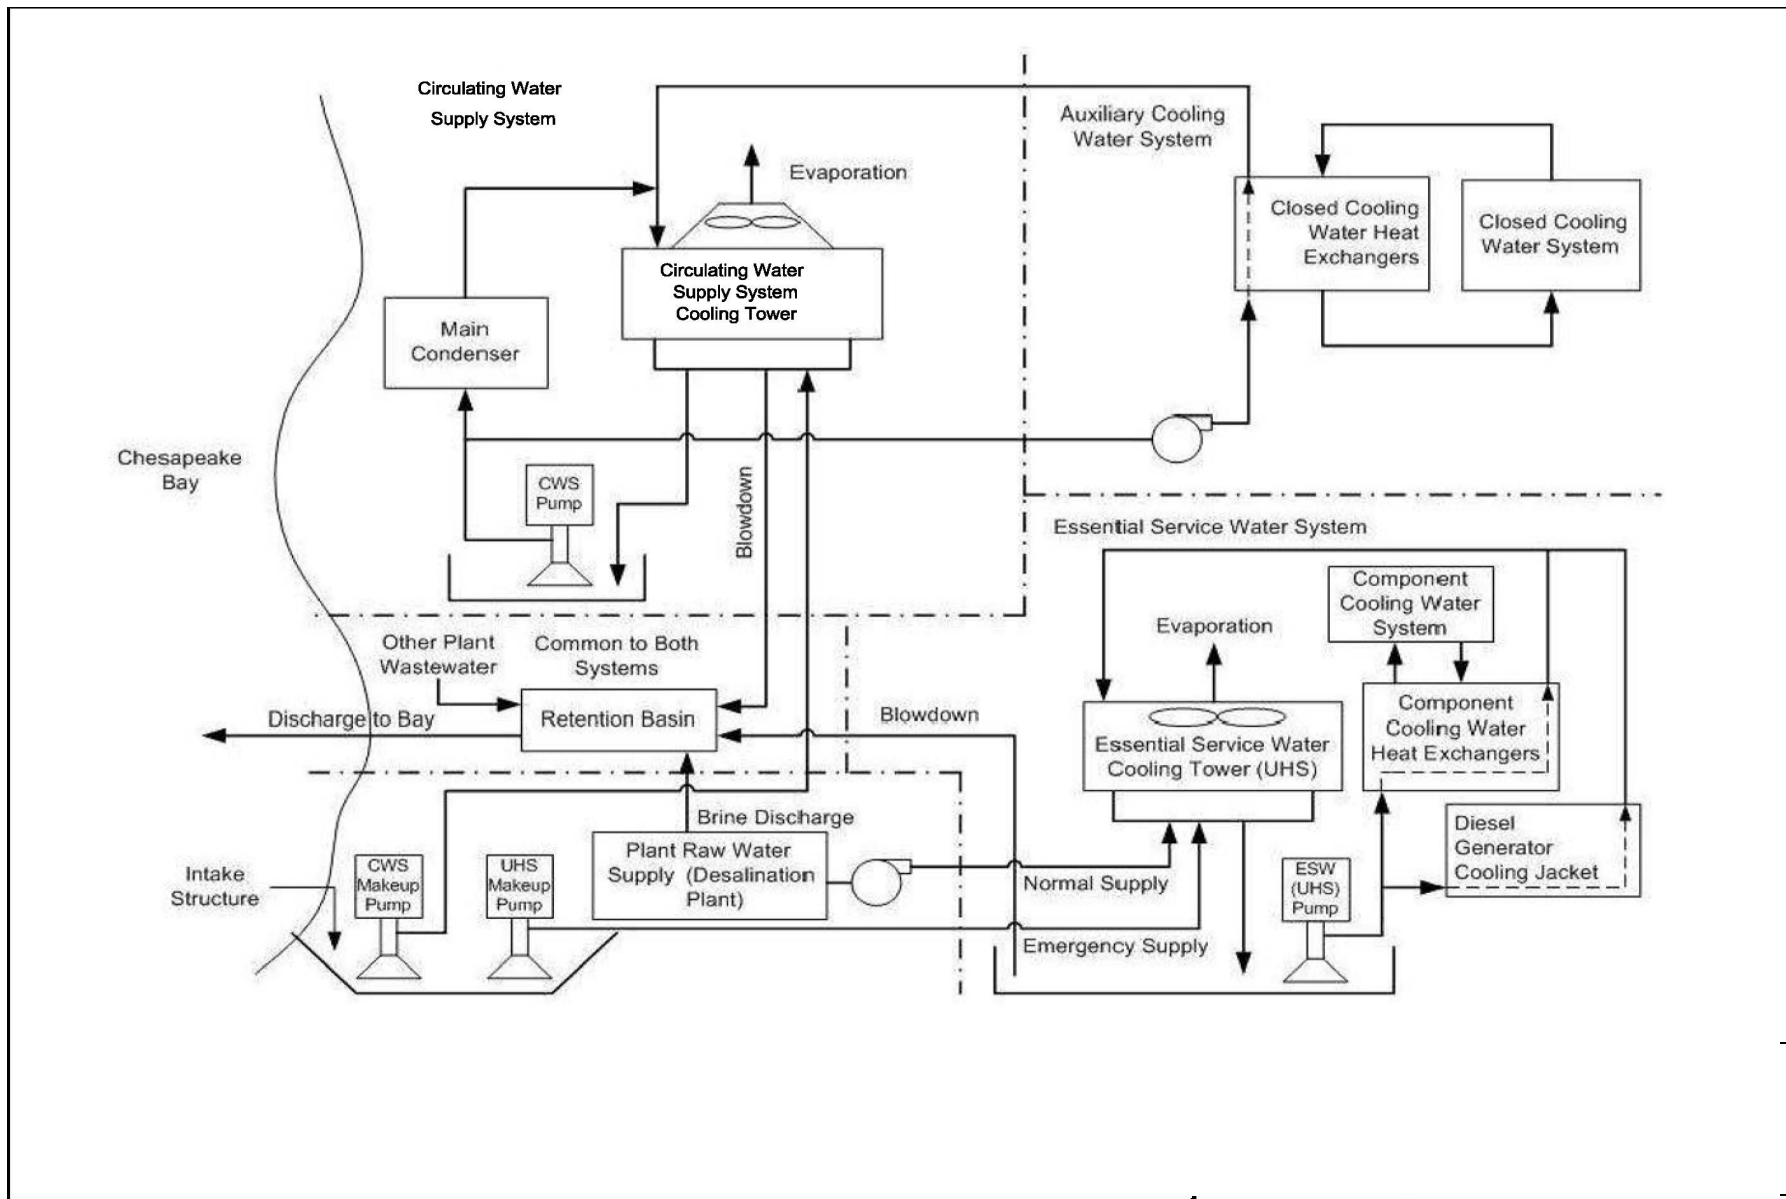 Circulating Water
Supply System
Auxiliary Cooling
Water System
Evaporation
Closed Cooling
Water Heat
Exchangers
Closed Cooling
Water System
Circulating Water
Supply System
Cooling Tower
Main
Condenser
Chesapeake
Bay
CWS
Pump
Blowdown
Essential Service Water System
Component
Cooling Water
System
Evaporation
Other Plant
Wastewater
Common to Both
Systems
Discharge to Bay
Retention Basin
Blowdown
Essential Service Water
Cooling Tower (UHS)
Component
Cooling Water
Heat Exchangers
Brine Discharge
Diesel
Generator
Cooling Jacket
Intake
Structure
CWS
Makeup
Pump
UHS
Makeup
Pump
Plant Raw Water
Supply (Desalination
Plant)
Normal Supply
ESW
(UHS)
Pump
Emergency Supply